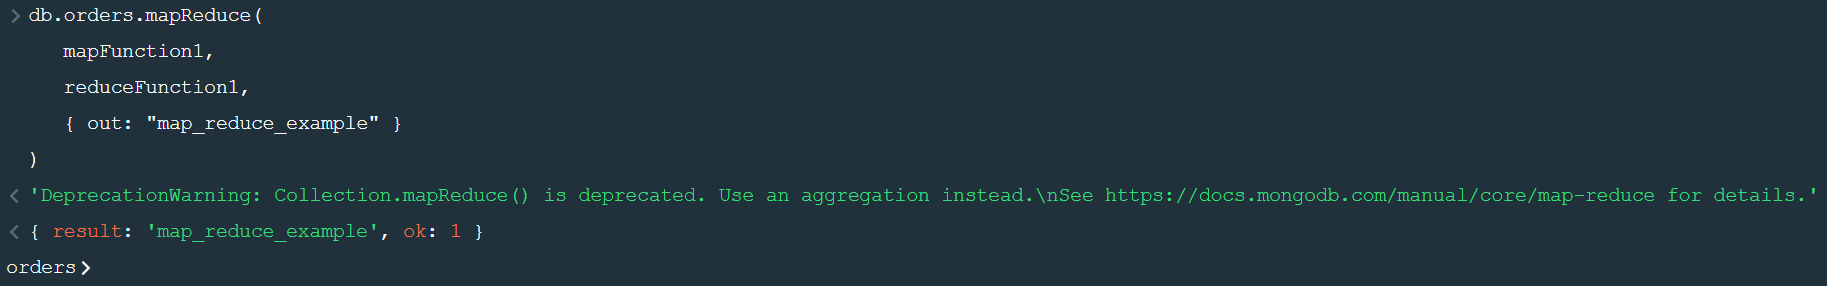 > db.orders.mapReduce(
mapFunction1,
reduceFunction1,
{ out: "map_reduce_example" }
)
< 'DeprecationWarning: Collection.mapReduce() is deprecated. Use an aggregation instead.\nSee https://docs.mongodb.com/manual/core/map-reduce for details.'
< { result: 'map_reduce_example', ok: 1 }
orders>